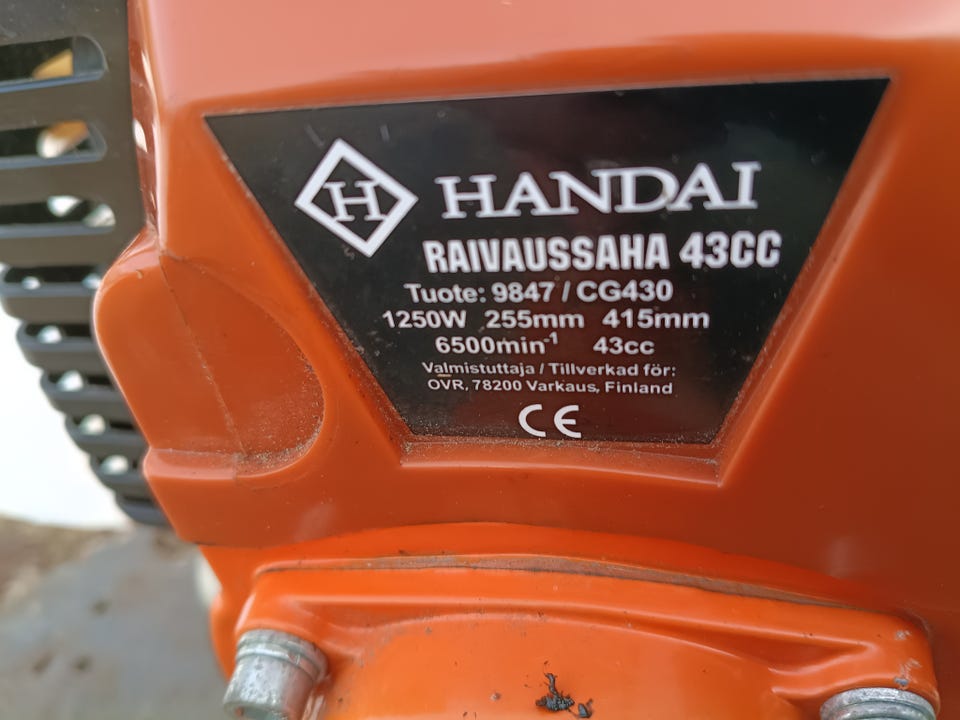 H HANDAI
RAIVAUSSAHA 43CC
Tuote: 9847 / CG430
1250W 255mm 415mm
6500min⁻¹ 43cc
Valmistuttaja / Tillverkad för:
OVR, 78200 Varkaus, Finland
CE